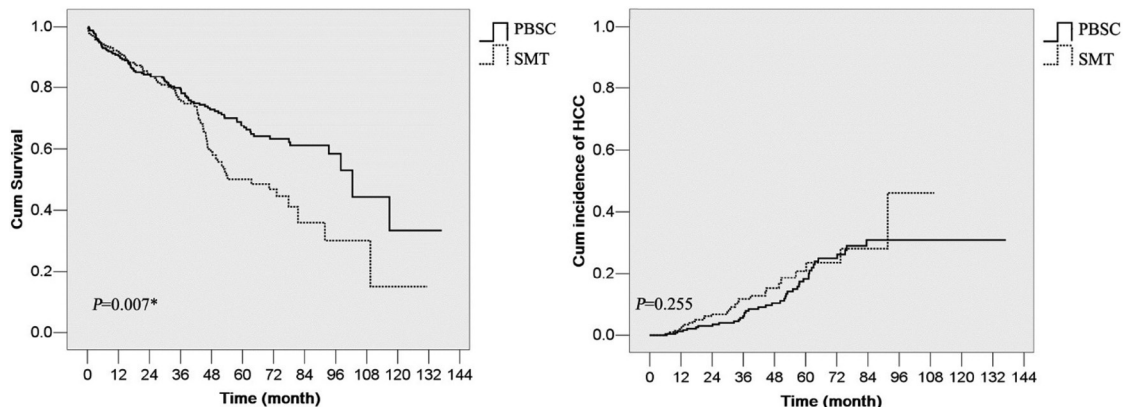 1.0
0.8
0.6
0.4
0.2
0.0
Cum Survival
P=0.007*
0 12 24 36 48 60 72 84 96 108 120 132 144
Time (month)
PBSC
SMT
1.0
0.8
0.6
0.4
0.2
0.0
Cum incidence of HCC
P=0.255
0 12 24 36 48 60 72 84 96 108 120 132 144
Time (month)
PBSC
SMT